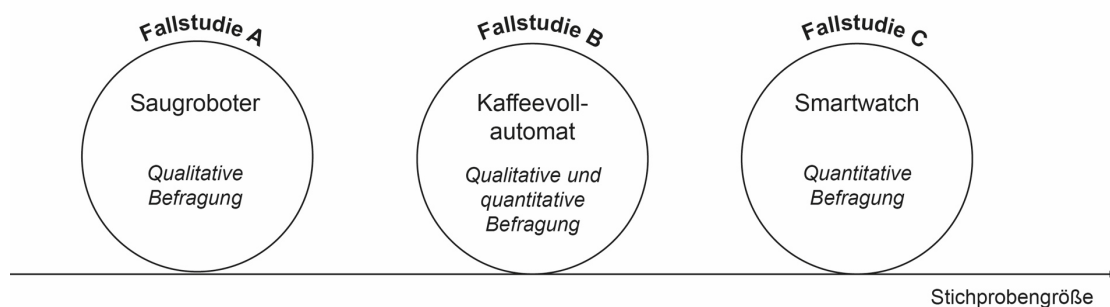 Fallstudie A
Saugroboter
Qualitative
Befragung
Fallstudie B
Kaffeevoll-
automat
Qualitative und
quantitative
Befragung
Fallstudie C
Smartwatch
Quantitative
Befragung
Stichprobengröße